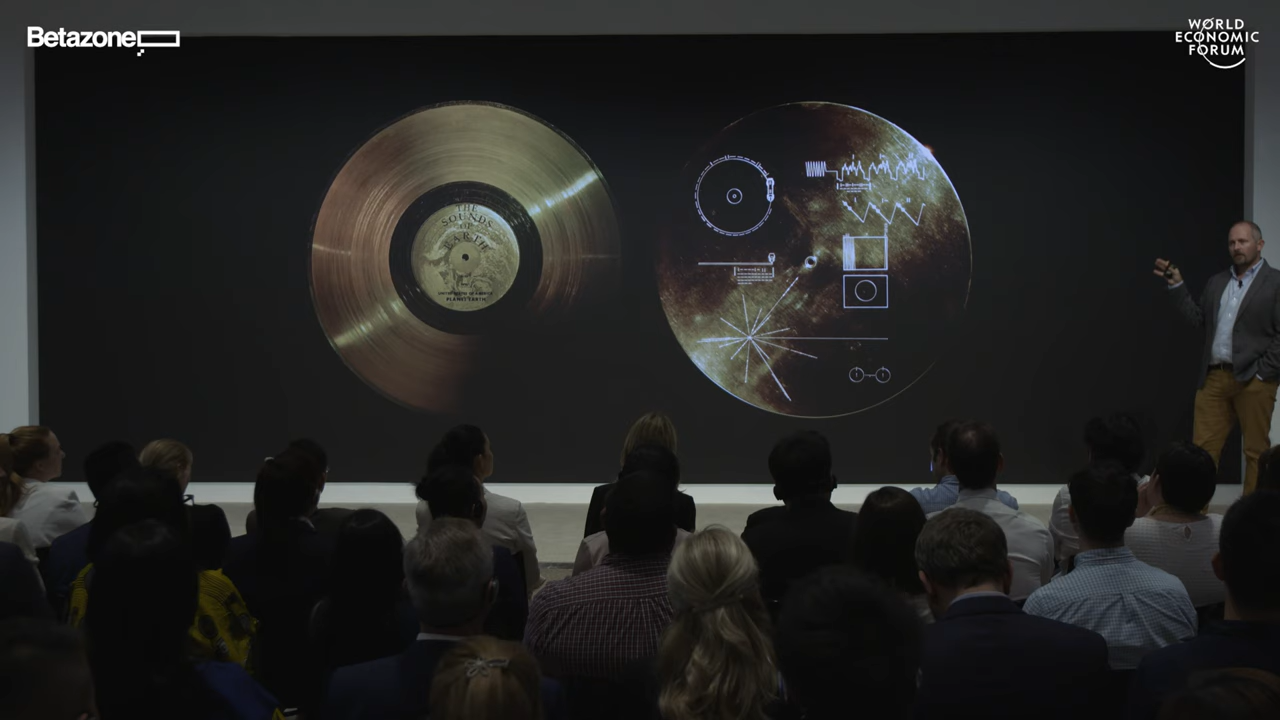 Betazone
WORLD
ECONOMIC
FORUM
THE
SOUNDS
OF
EARTH
PLANET EARTH